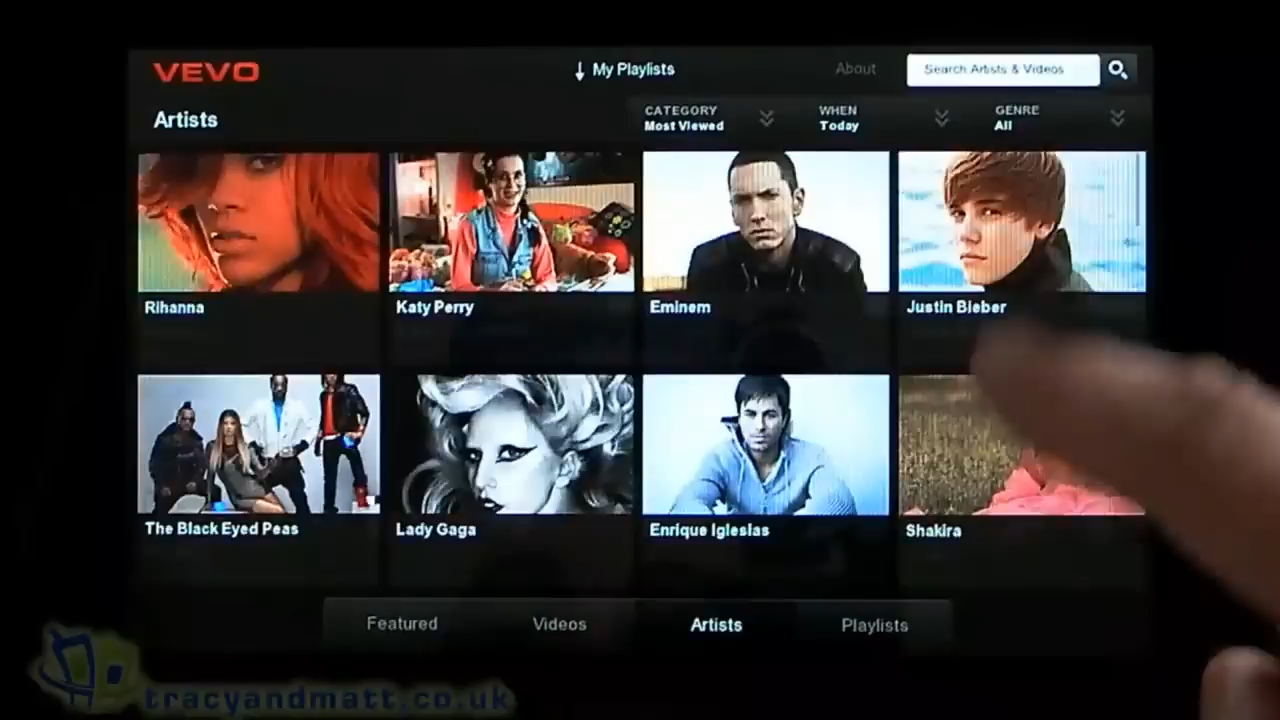 VEVO
My Playlists
About
Search Artists & Videos
Artists
CATEGORY
Most Viewed
WHEN
Today
GENRE
All
Rihanna
Katy Perry
Eminem
Justin Bieber
The Black Eyed Peas
Lady Gaga
Enrique Iglesias
Shakira
Featured
Videos
Artists
Playlists
tracyandmatt.co.uk